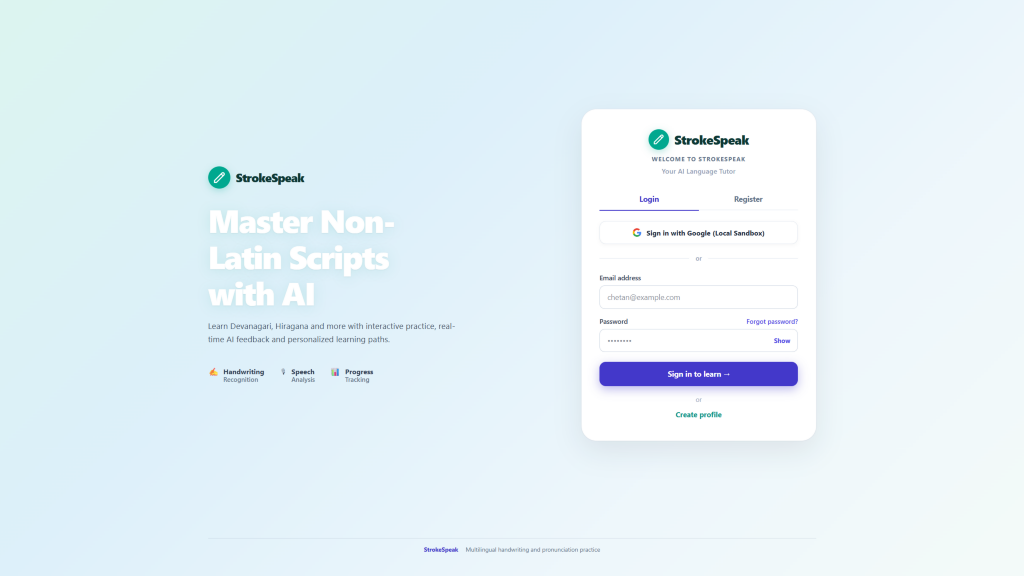 StrokeSpeak
Master Non-
Latin Scripts
with AI
Learn Devanagari, Hiragana and more with interactive practice, real-
time AI feedback and personalized learning paths.
Handwriting
Recognition
Speech
Analysis
Progress
Tracking
StrokeSpeak
WELCOME TO STROKESPEAK
Your AI Language Tutor
Login
Register
Sign in with Google (Local Sandbox)
or
Email address
chetan@example.com
Password
Forgot password?
••••••••
Show
Sign in to learn →
or
Create profile
StrokeSpeak Multilingual handwriting and pronunciation practice